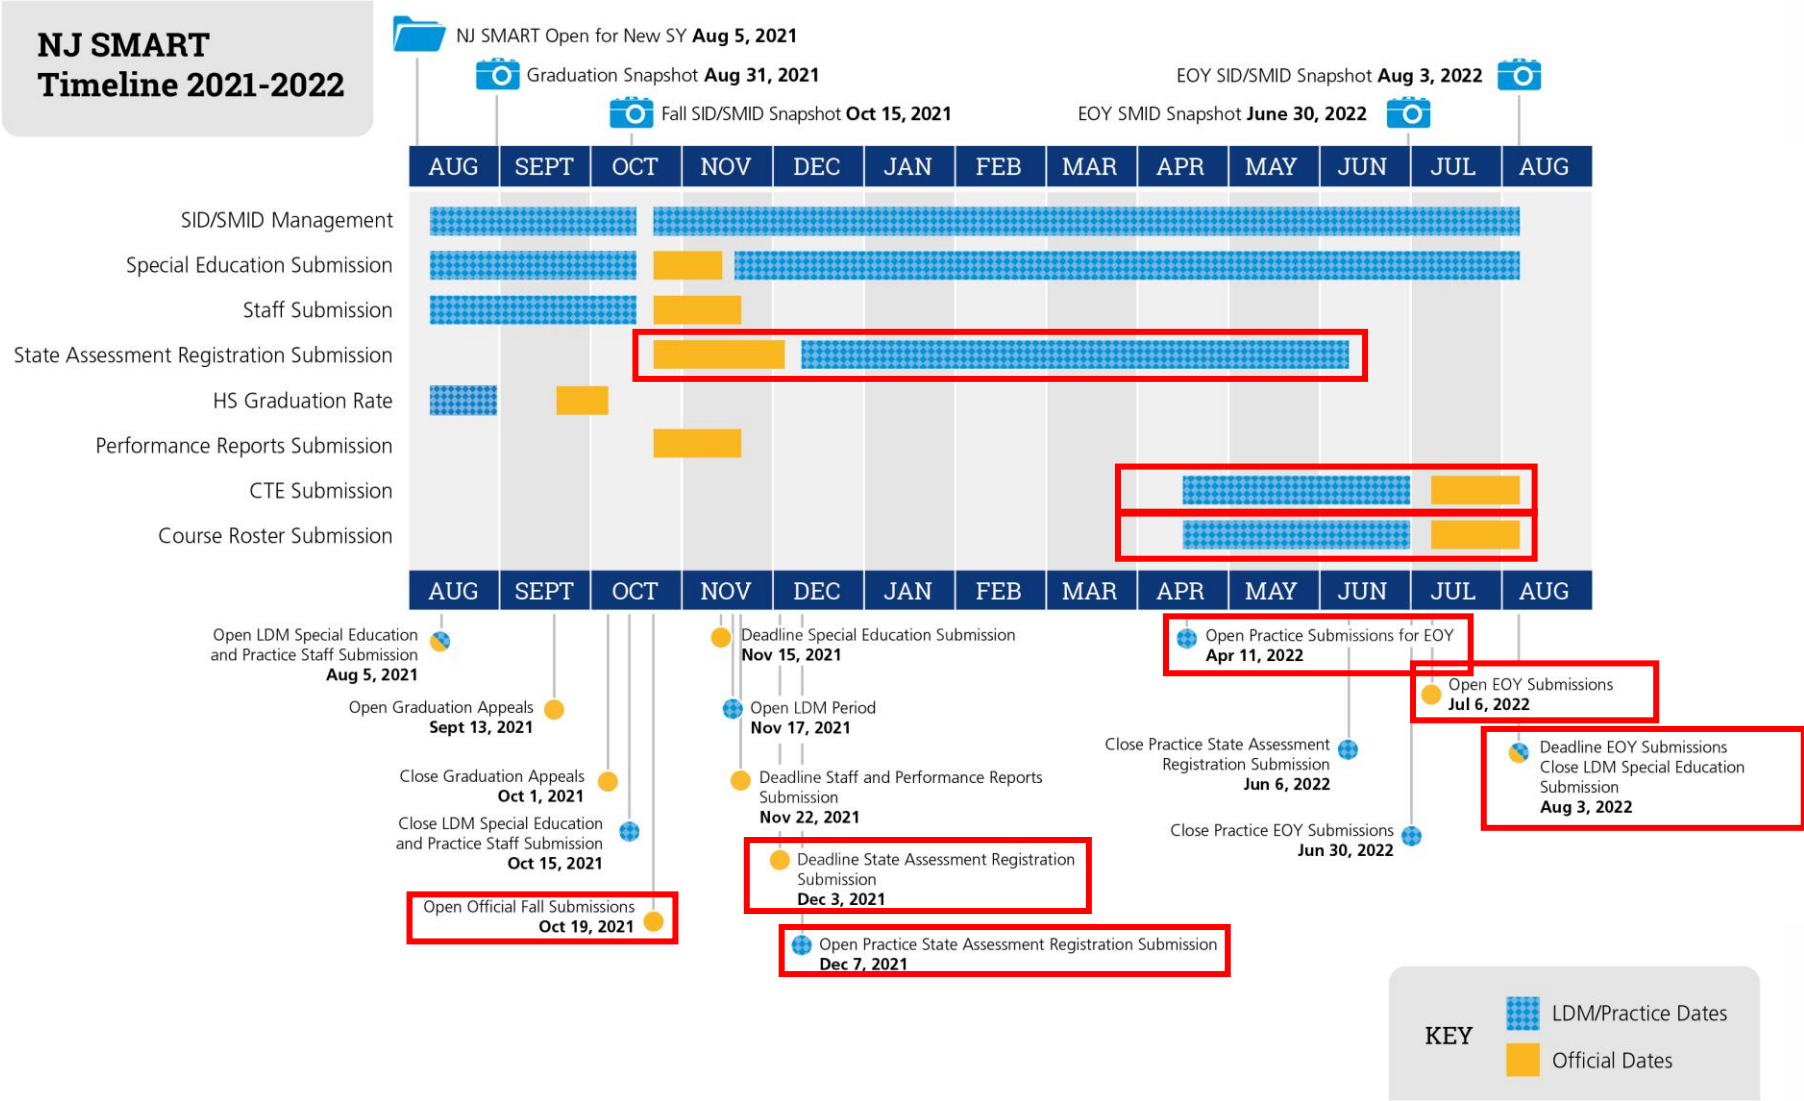 NJ SMART
Timeline 2021-2022
NJ SMART Open for New SY Aug 5, 2021
Graduation Snapshot Aug 31, 2021
Fall SID/SMID Snapshot Oct 15, 2021
EOY SID/SMID Snapshot Aug 3, 2022
EOY SMID Snapshot June 30, 2022
AUG SEPT OCT NOV DEC JAN FEB MAR APR MAY JUN JUL AUG
SID/SMID Management
Special Education Submission
Staff Submission
State Assessment Registration Submission
HS Graduation Rate
Performance Reports Submission
CTE Submission
Course Roster Submission
AUG SEPT OCT NOV DEC JAN FEB MAR APR MAY JUN JUL AUG
Open LDM Special Education
and Practice Staff Submission
Aug 5, 2021
Open Graduation Appeals
Sept 13, 2021
Close Graduation Appeals
Oct 1, 2021
Close LDM Special Education
and Practice Staff Submission
Oct 15, 2021
Open Official Fall Submissions
Oct 19, 2021
Deadline Special Education Submission
Nov 15, 2021
Open LDM Period
Nov 17, 2021
Deadline Staff and Performance Reports
Submission
Nov 22, 2021
Deadline State Assessment Registration
Submission
Dec 3, 2021
Open Practice State Assessment Registration Submission
Dec 7, 2021
Open Practice Submissions for EOY
Apr 11, 2022
Close Practice State Assessment
Registration Submission
Jun 6, 2022
Close Practice EOY Submissions
Jun 30, 2022
Open EOY Submissions
Jul 6, 2022
Deadline EOY Submissions
Close LDM Special Education
Submission
Aug 3, 2022
KEY
LDM/Practice Dates
Official Dates